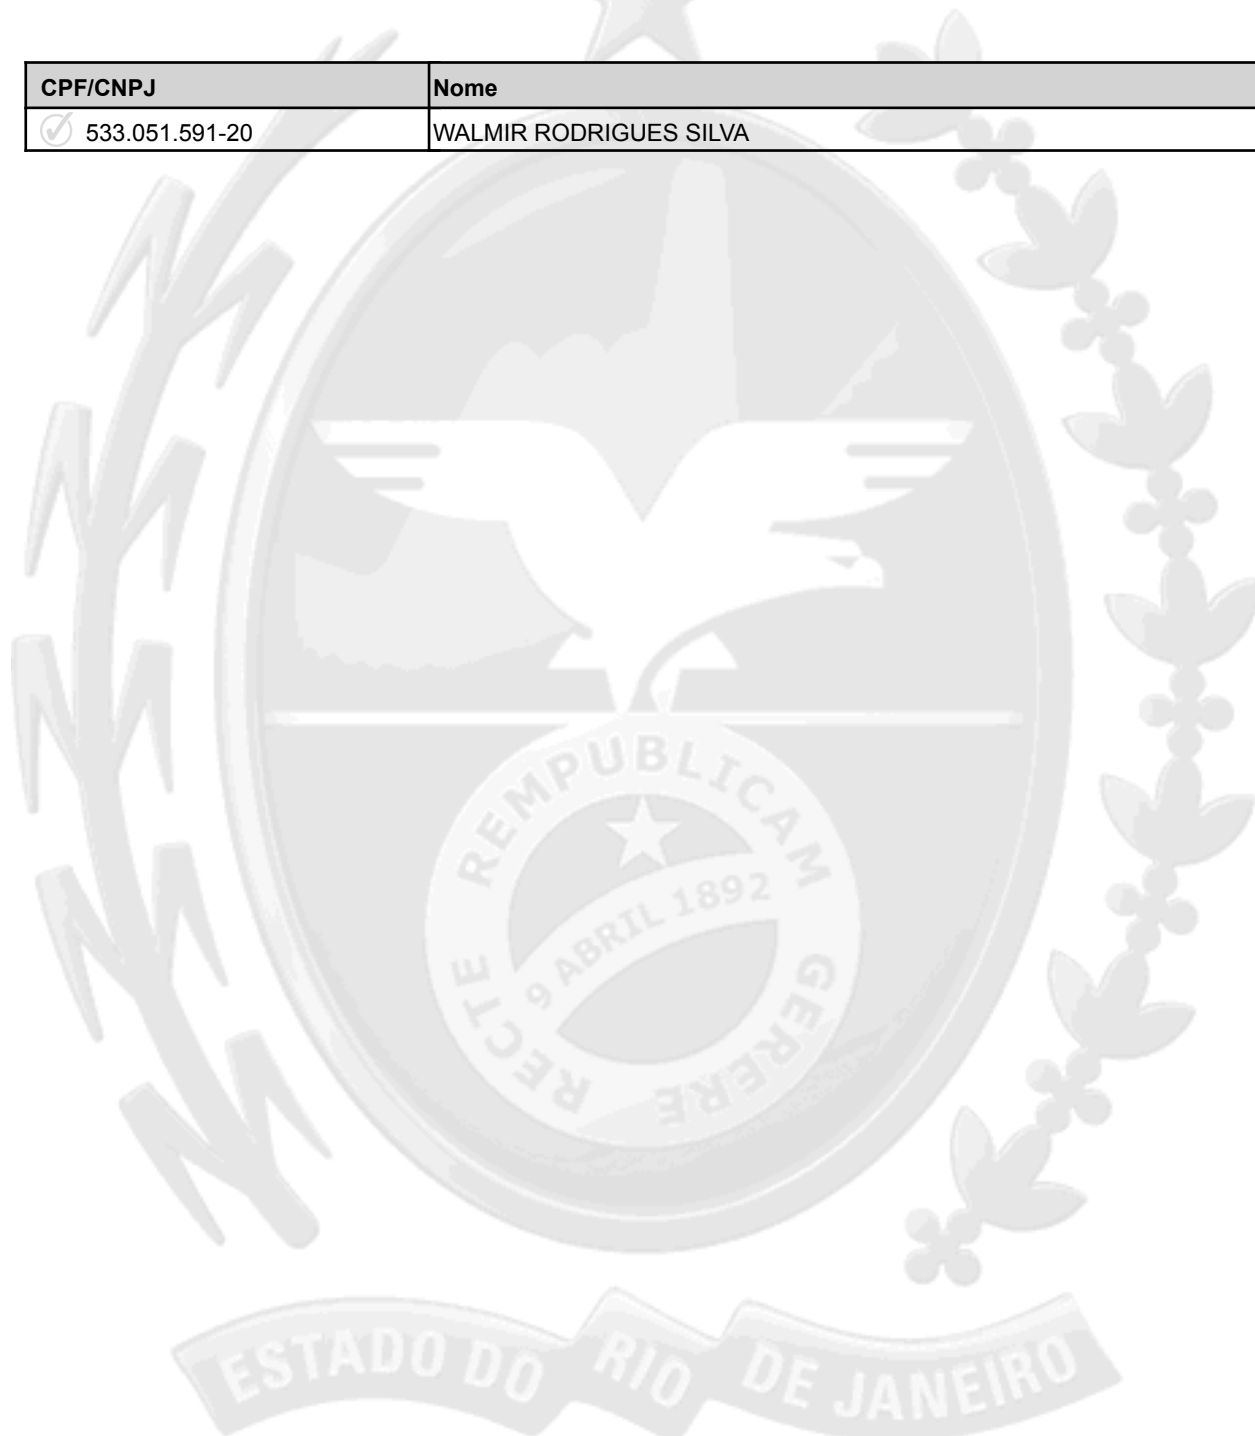 CPF/CNPJ Nome
533.051.591-20 WALMIR RODRIGUES SILVA
REMPUBLICAM
9 ABRIL 1892
RECTE GERERE
ESTADO DO RIO DE JANEIRO